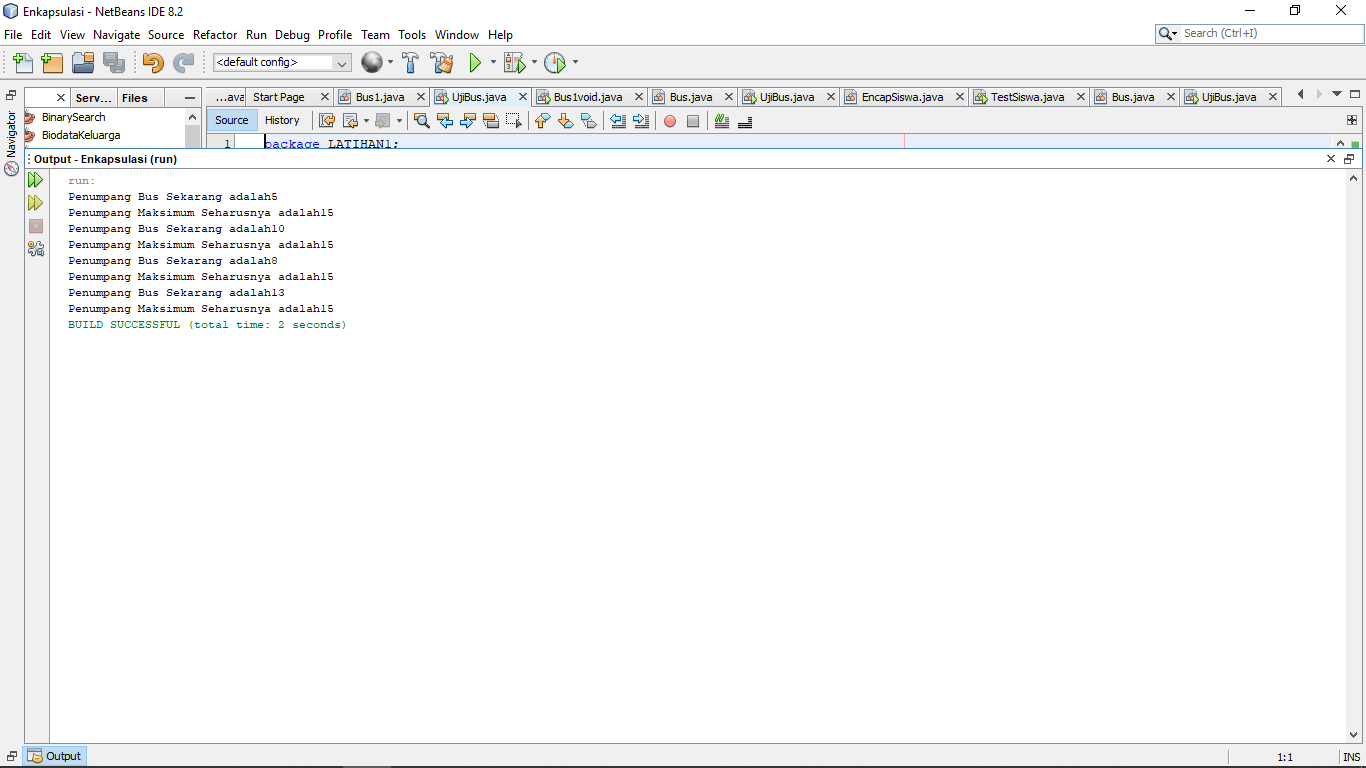 Enkapsulasi - NetBeans IDE 8.2
File Edit View Navigate Source Refactor Run Debug Profile Team Tools Window Help
Search (Ctrl+I)
<default config>
Serv... Files
...ava Start Page Bus1.java UjiBus.java Bus1void.java Bus.java UjiBus.java EncapSiswa.java TestSiswa.java Bus.java UjiBus.java
Navigator
BinarySearch
BiodataKeluarga
Source History
1 package LATIHAN1;
Output - Enkapsulasi (run)
run:
Penumpang Bus Sekarang adalah5
Penumpang Maksimum Seharusnya adalah15
Penumpang Bus Sekarang adalah10
Penumpang Maksimum Seharusnya adalah15
Penumpang Bus Sekarang adalah8
Penumpang Maksimum Seharusnya adalah15
Penumpang Bus Sekarang adalah13
Penumpang Maksimum Seharusnya adalah15
BUILD SUCCESSFUL (total time: 2 seconds)
Output
1:1 INS